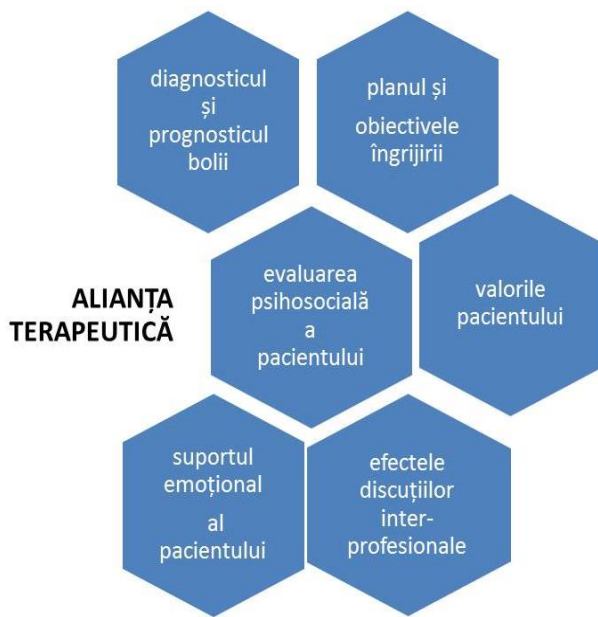 diagnosticul
și
prognosticul
bolii
planul și
obiectivele
îngrijirii
ALIANȚA
TERAPEUTICĂ
evaluarea
psihosocială
a
pacientului
valorile
pacientului
suportul
emoțional
al
pacientului
efectele
discuțiilor
inter-
profesionale